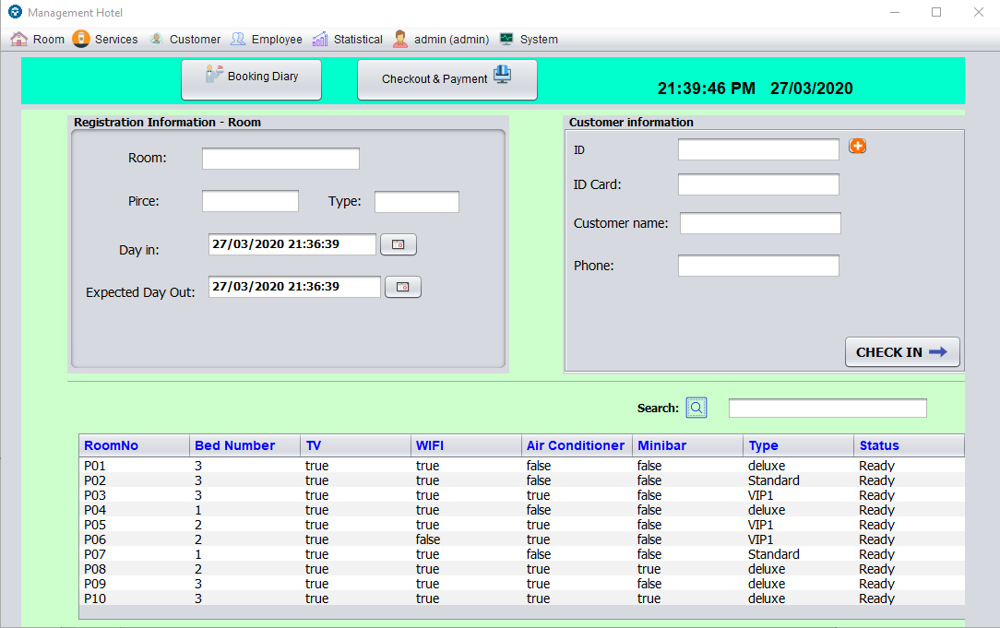 Management Hotel
Room Services Customer Employee Statistical admin (admin) System
Booking Diary Checkout & Payment 21:39:46 PM 27/03/2020
Registration Information - Room
Room:
Pirce: Type:
Day in: 27/03/2020 21:36:39
Expected Day Out: 27/03/2020 21:36:39
Customer information
ID
ID Card:
Customer name:
Phone:
CHECK IN
Search:
RoomNo Bed Number TV WIFI Air Conditioner Minibar Type Status
P01 3 true true false false deluxe Ready
P02 3 true true false false Standard Ready
P03 3 true true true false VIP1 Ready
P04 1 true true false false deluxe Ready
P05 2 true true true false VIP1 Ready
P06 2 true false true false VIP1 Ready
P07 1 true true false false Standard Ready
P08 2 true true true true deluxe Ready
P09 3 true true true false deluxe Ready
P10 3 true true true true deluxe Ready